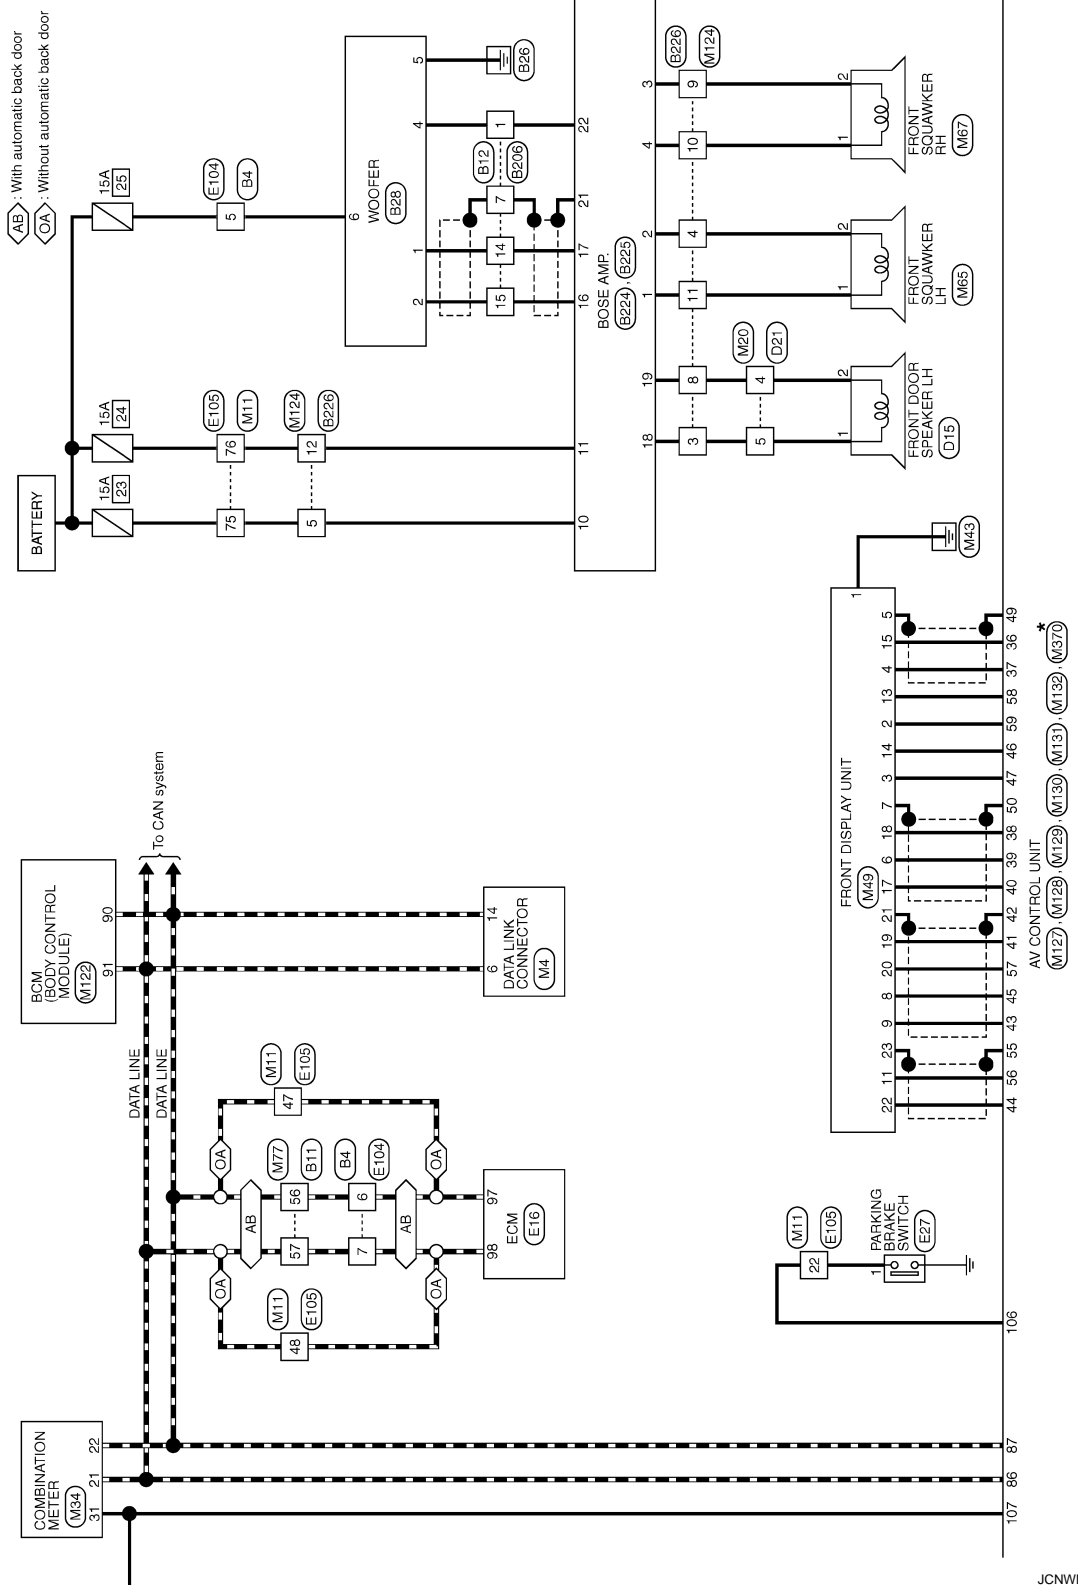 AB : With automatic back door
OA : Without automatic back door
BATTERY
15A
23
15A
24
15A
25
75
76
E105
M11
5
12
M124
B226
5
E104
B4
6
WOOFER
B28
2
1
4
5
B26
15
14
7
1
B12
B206
10
11
16
17
21
22
BOSE AMP.
B224 , B225
18
19
1
2
4
3
3
8
11
4
10
9
B226
M124
5
4
M20
D21
1
2
FRONT DOOR
SPEAKER LH
D15
1
2
FRONT
SQUAWKER
LH
M65
1
2
FRONT
SQUAWKER
RH
M67
COMBINATION
METER
M34
31
21
22
BCM
(BODY CONTROL
MODULE)
M122
91
90
DATA LINE
DATA LINE
To CAN system
48
M11
E105
OA
OA
AB
57
56
M77
B11
7
6
B4
E104
AB
OA
OA
47
M11
E105
98
97
ECM
E16
6
14
DATA LINK
CONNECTOR
M4
22
M11
E105
1
PARKING
BRAKE
SWITCH
E27
FRONT DISPLAY UNIT
M49
1
M43
22
11
23
9
8
20
19
21
17
6
18
7
3
14
2
13
4
15
5
107
86
87
106
44
56
55
43
45
57
41
42
40
39
38
50
47
46
59
58
37
36
49
AV CONTROL UNIT
M127 , M128 , M129 , M130 , M131 , M132 , M370 *
JCNWI